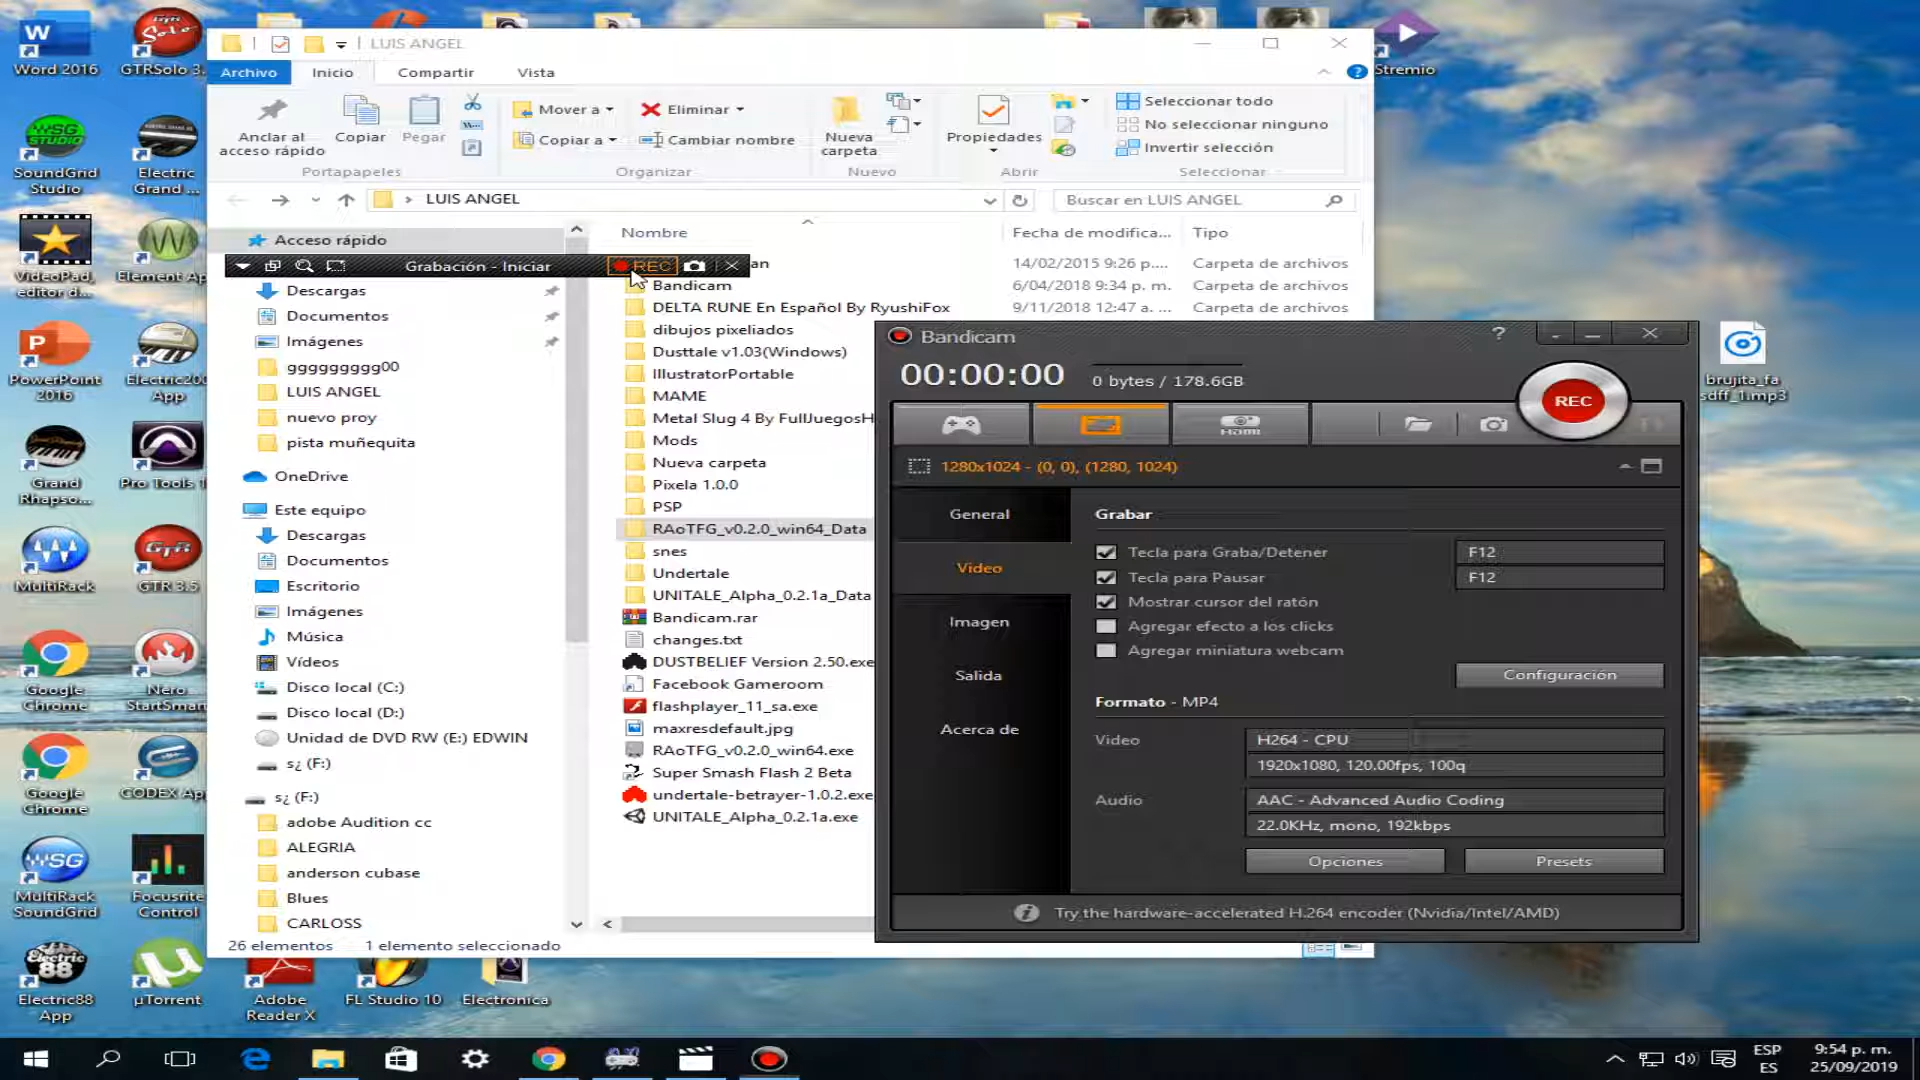 Word 2016
GTRSolo 3.
SoundGrid
Studio
Electric
Grand ...
VideoPad,
editor d...
Element Ap
PowerPoint
2016
Electric200
App
Grand
Rhapso...
Pro Tools 1
MultiRack
GTR 3.5
Google
Chrome
Nero
StartSmar
Google
Chrome
CODEX Ap
MultiRack
SoundGrid
Focusrite
Control
Electric88
App
µTorrent
Adobe
Reader X
FL Studio 10
Electronica
Stremio
brujita_fa
sdff_1.mp3
LUIS ANGEL
Archivo
Inicio
Compartir
Vista
Anclar al
acceso rápido
Copiar
Pegar
Mover a
Copiar a
Eliminar
Cambiar nombre
Nueva
carpeta
Propiedades
Seleccionar todo
No seleccionar ninguno
Invertir selección
Portapapeles
Organizar
Nuevo
Abrir
Seleccionar
LUIS ANGEL
Buscar en LUIS ANGEL
Acceso rápido
Grabación - Iniciar
REC
Descargas
Documentos
Imágenes
ggggggggg00
LUIS ANGEL
nuevo proy
pista muñequita
OneDrive
Este equipo
Descargas
Documentos
Escritorio
Imágenes
Música
Vídeos
Disco local (C:)
Disco local (D:)
Unidad de DVD RW (E:) EDWIN
s¿ (F:)
s¿ (F:)
adobe Audition cc
ALEGRIA
anderson cubase
Blues
CARLOSS
Nombre
Fecha de modifica...
Tipo
an
14/02/2015 9:26 p....
Carpeta de archivos
Bandicam
6/04/2018 9:34 p. m.
Carpeta de archivos
DELTA RUNE En Español By RyushiFox
9/11/2018 12:47 a. ...
Carpeta de archivos
dibujos pixeliados
Dusttale v1.03(Windows)
IllustratorPortable
MAME
Metal Slug 4 By FullJuegosH
Mods
Nueva carpeta
Pixela 1.0.0
PSP
RAoTFG_v0.2.0_win64_Data
snes
Undertale
UNITALE_Alpha_0.2.1a_Data
Bandicam.rar
changes.txt
DUSTBELIEF Version 2.50.exe
Facebook Gameroom
flashplayer_11_sa.exe
maxresdefault.jpg
RAoTFG_v0.2.0_win64.exe
Super Smash Flash 2 Beta
undertale-betrayer-1.0.2.exe
UNITALE_Alpha_0.2.1a.exe
26 elementos
1 elemento seleccionado
Bandicam
00:00:00
0 bytes / 178.6GB
REC
HDMI
1280x1024 - (0, 0), (1280, 1024)
General
Video
Imagen
Salida
Acerca de
Grabar
Tecla para Graba/Detener
F12
Tecla para Pausar
F12
Mostrar cursor del ratón
Agregar efecto a los clicks
Agregar miniatura webcam
Configuración
Formato - MP4
Video
H264 - CPU
1920x1080, 120.00fps, 100q
Audio
AAC - Advanced Audio Coding
22.0KHz, mono, 192kbps
Opciones
Presets
Try the hardware-accelerated H.264 encoder (Nvidia/Intel/AMD)
ESP
ES
9:54 p. m.
25/09/2019